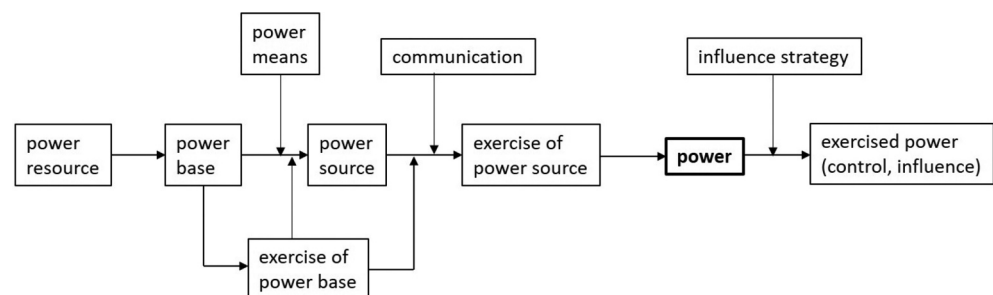 power
means
communication
influence strategy
power
resource
power
base
power
source
exercise of
power source
power
exercised power
(control, influence)
exercise of
power base